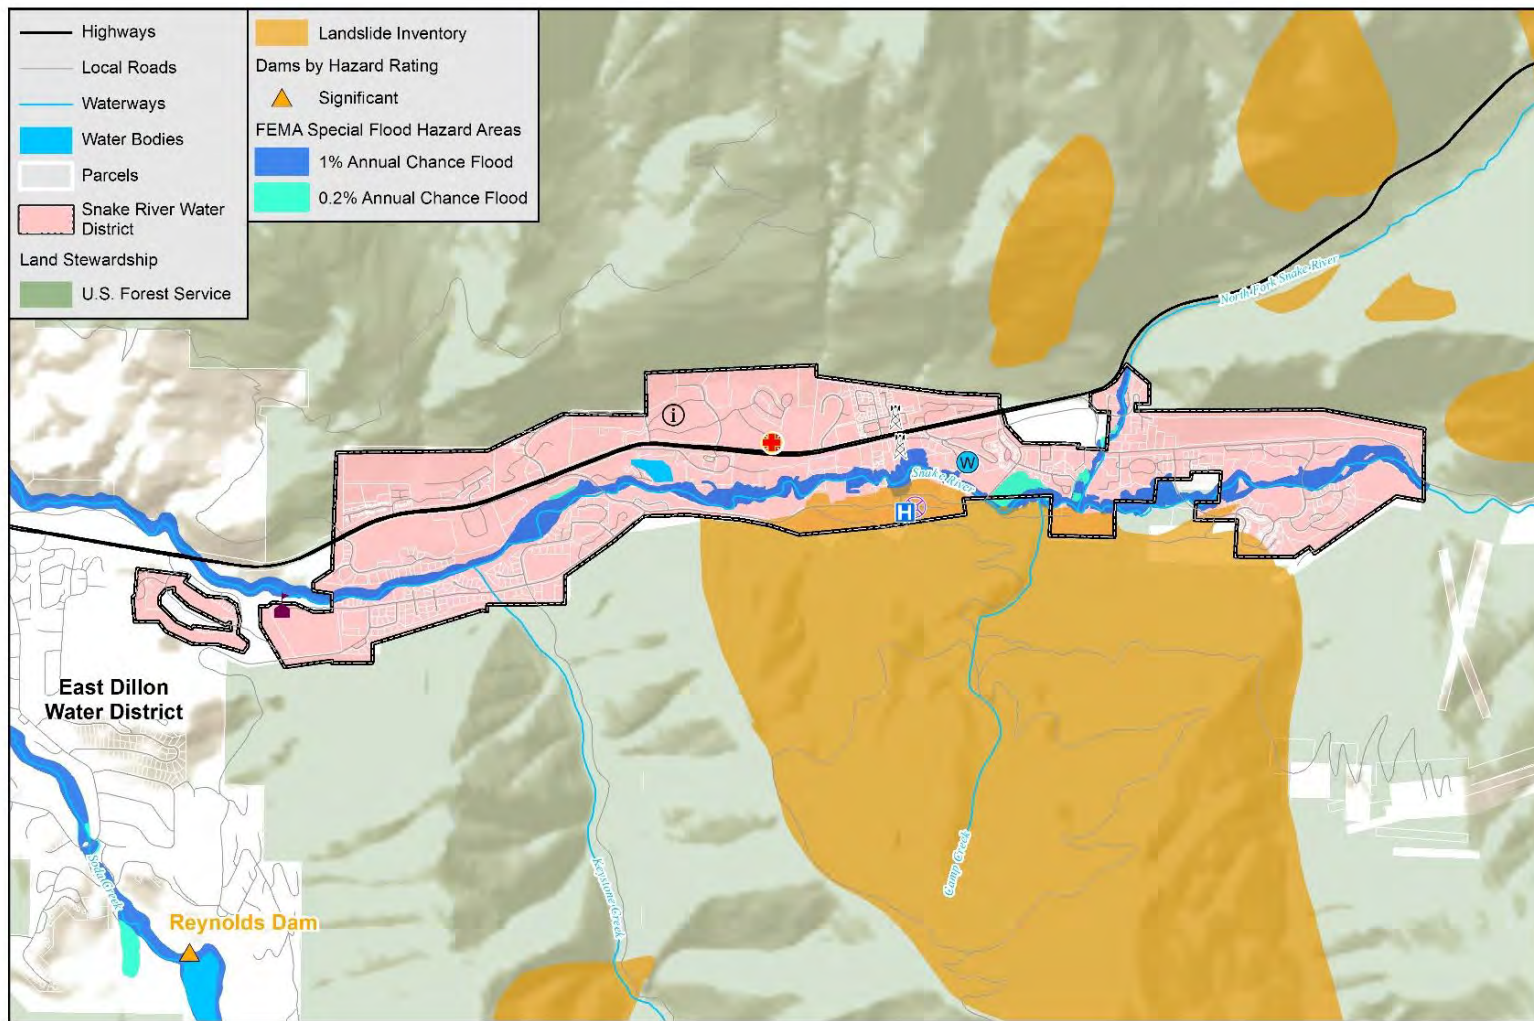 Highways
Local Roads
Waterways
Water Bodies
Parcels
Snake River Water
District
Land Stewardship
U.S. Forest Service
Landslide Inventory
Dams by Hazard Rating
Significant
FEMA Special Flood Hazard Areas
1% Annual Chance Flood
0.2% Annual Chance Flood
North Fork Snake River
i
W
Snake River
H
East Dillon
Water District
Soda Creek
Keystone Creek
Camp Creek
Reynolds Dam